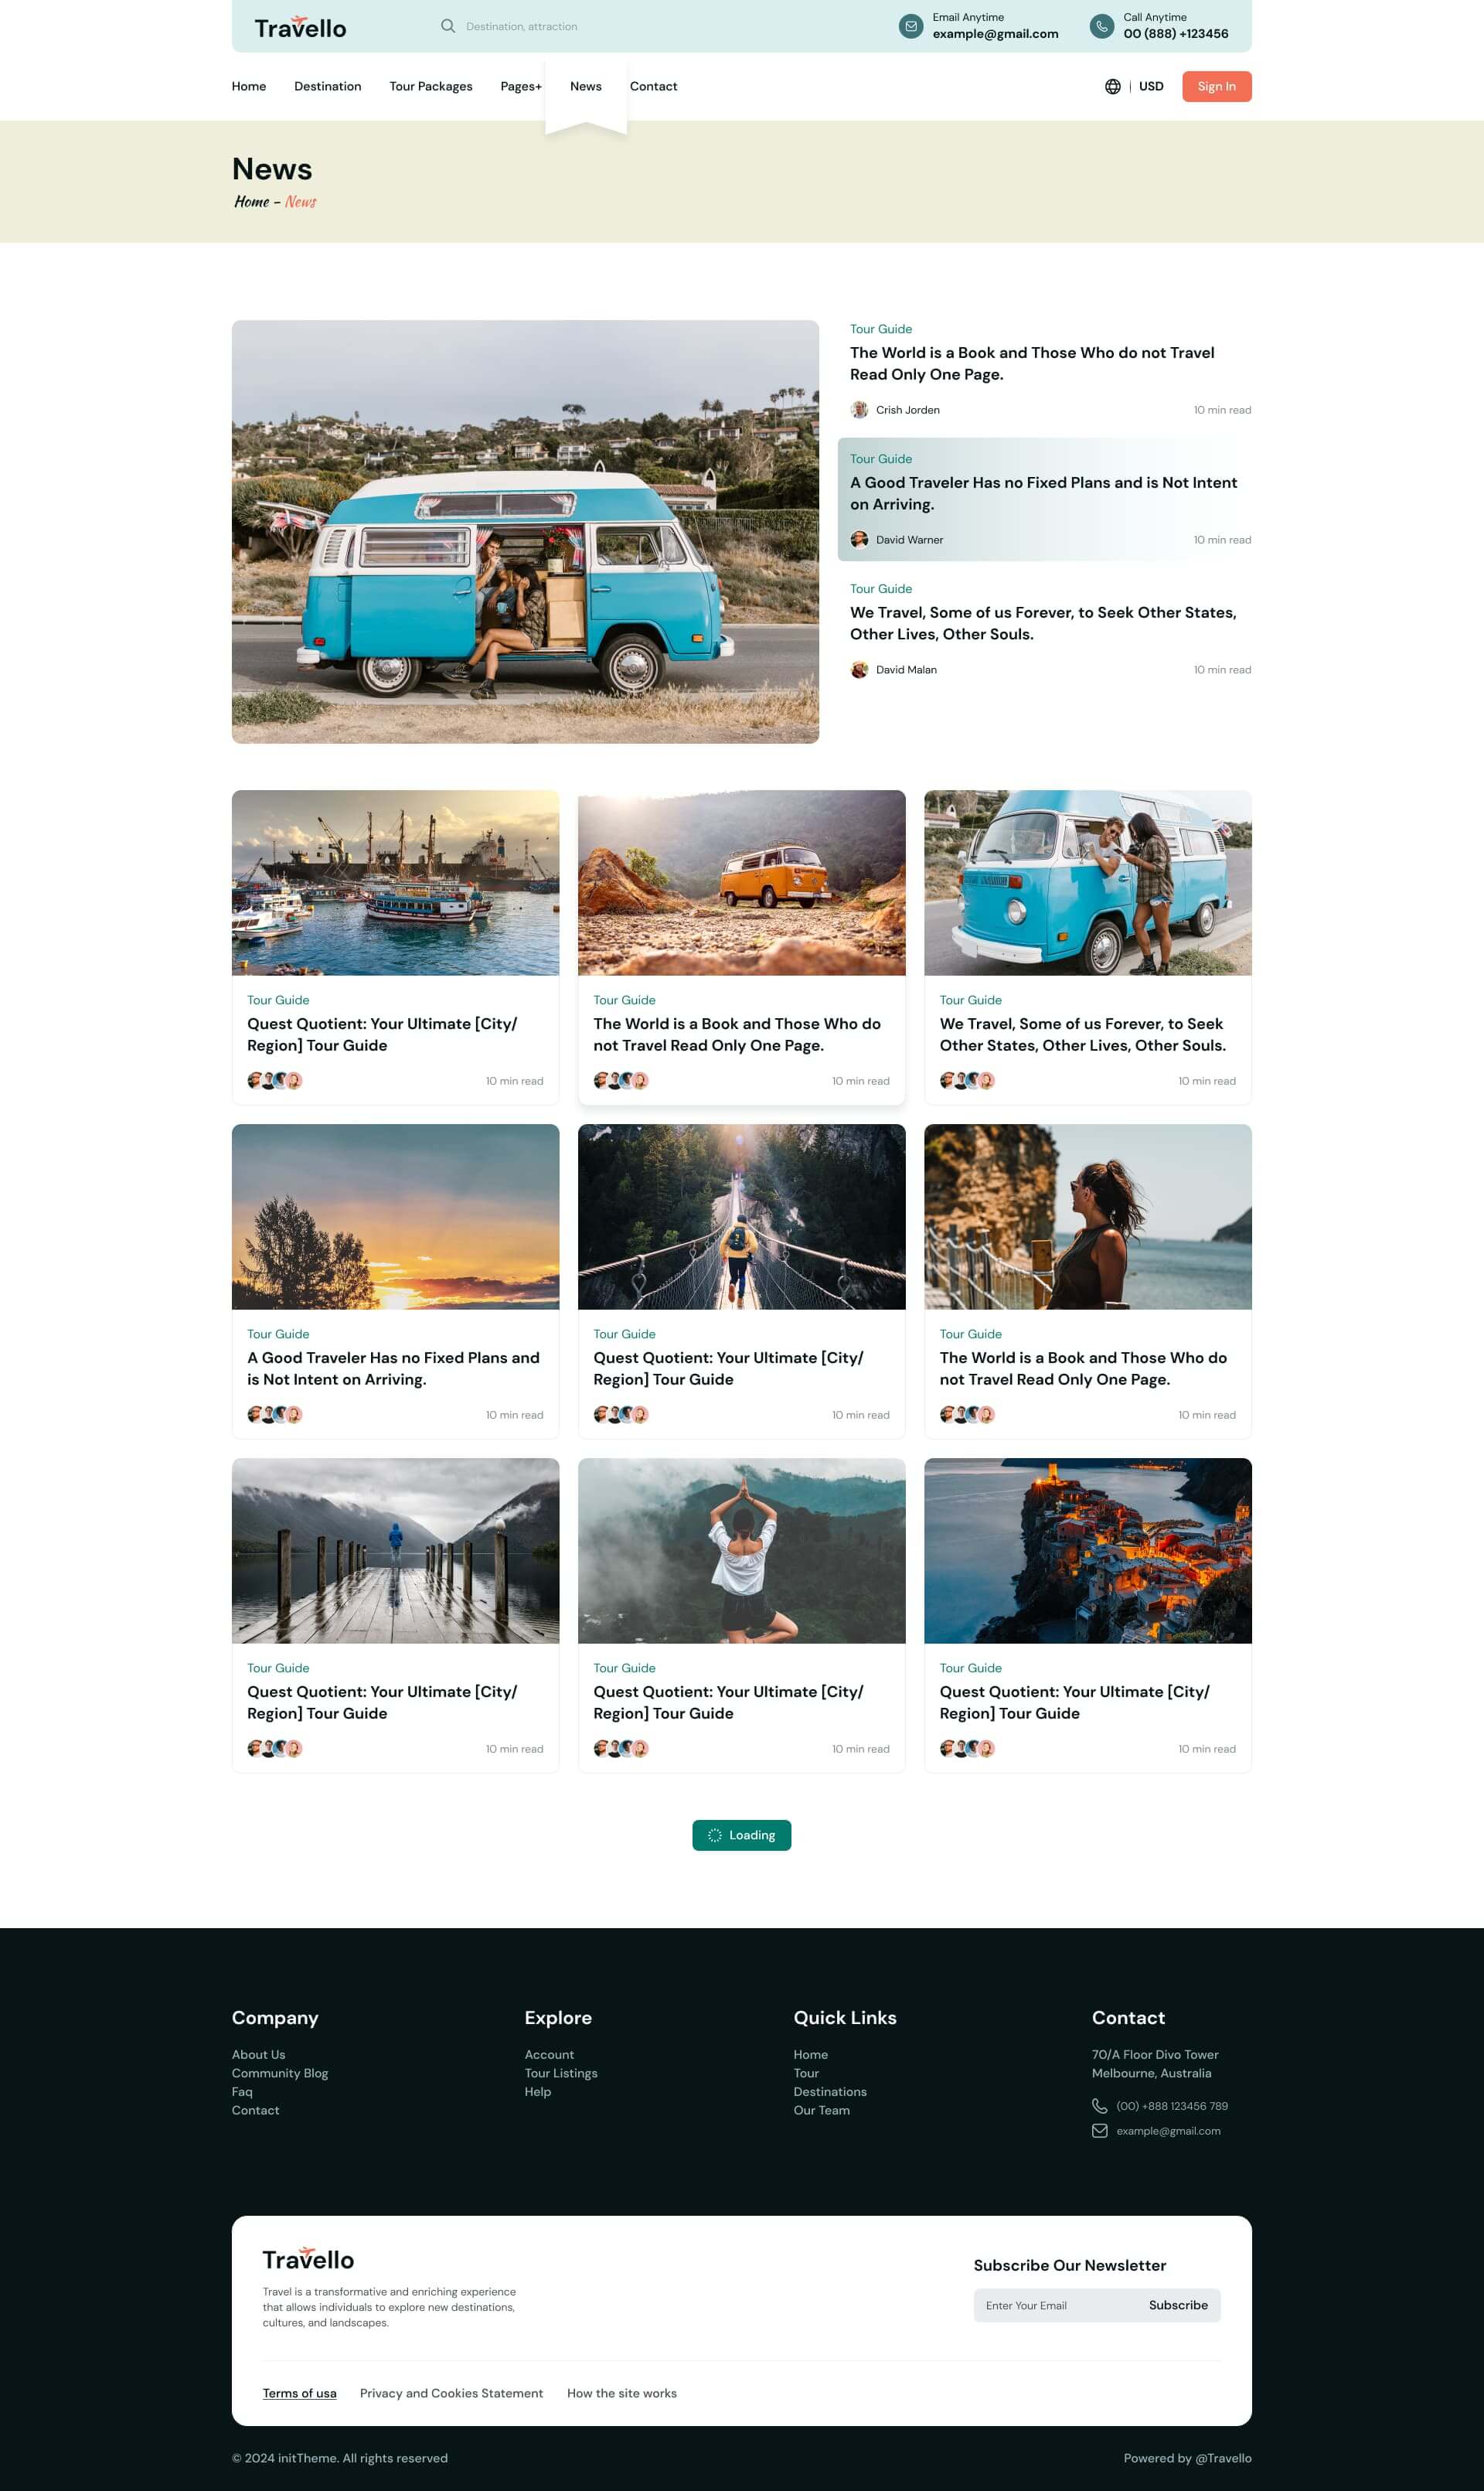 Travello
Destination, attraction
Email Anytime
example@gmail.com
Call Anytime
00 (888) +123456
Home
Destination
Tour Packages
Pages+
News
Contact
USD
Sign In
News
Home - News
Tour Guide
The World is a Book and Those Who do not Travel
Read Only One Page.
Crish Jorden
10 min read
Tour Guide
A Good Traveler Has no Fixed Plans and is Not Intent
on Arriving.
David Warner
10 min read
Tour Guide
We Travel, Some of us Forever, to Seek Other States,
Other Lives, Other Souls.
David Malan
10 min read
Tour Guide
Quest Quotient: Your Ultimate [City/
Region] Tour Guide
10 min read
Tour Guide
The World is a Book and Those Who do
not Travel Read Only One Page.
10 min read
Tour Guide
We Travel, Some of us Forever, to Seek
Other States, Other Lives, Other Souls.
10 min read
Tour Guide
A Good Traveler Has no Fixed Plans and
is Not Intent on Arriving.
10 min read
Tour Guide
Quest Quotient: Your Ultimate [City/
Region] Tour Guide
10 min read
Tour Guide
The World is a Book and Those Who do
not Travel Read Only One Page.
10 min read
Tour Guide
Quest Quotient: Your Ultimate [City/
Region] Tour Guide
10 min read
Tour Guide
Quest Quotient: Your Ultimate [City/
Region] Tour Guide
10 min read
Tour Guide
Quest Quotient: Your Ultimate [City/
Region] Tour Guide
10 min read
Loading
Company
About Us
Community Blog
Faq
Contact
Explore
Account
Tour Listings
Help
Quick Links
Home
Tour
Destinations
Our Team
Contact
70/A Floor Divo Tower
Melbourne, Australia
(00) +888 123456 789
example@gmail.com
Travello
Travel is a transformative and enriching experience
that allows individuals to explore new destinations,
cultures, and landscapes.
Subscribe Our Newsletter
Enter Your Email
Subscribe
Terms of usa
Privacy and Cookies Statement
How the site works
© 2024 initTheme. All rights reserved
Powered by @Travello